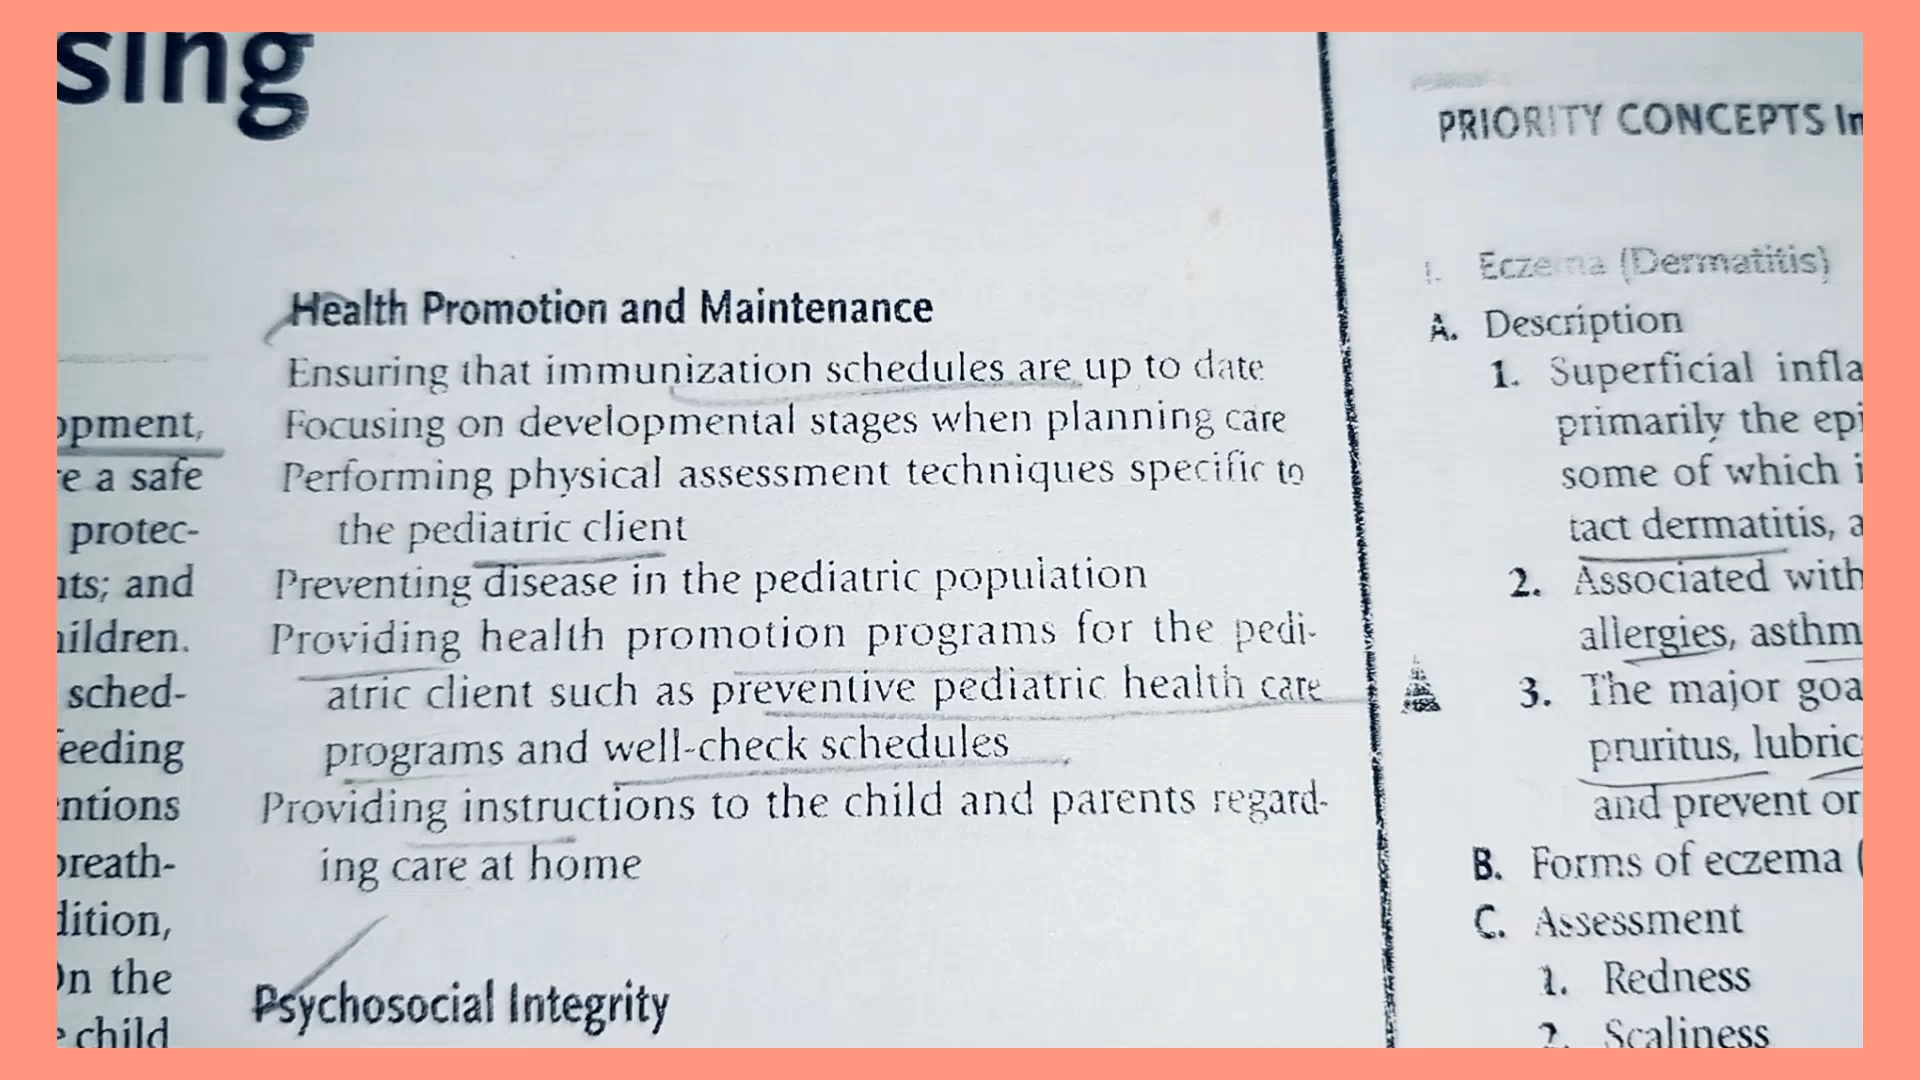 sing
opment,
re a safe
protec-
nts; and
hildren.
sched-
feeding
entions
breath-
dition,
On the
e child
Health Promotion and Maintenance
Ensuring that immunization schedules are up to date
Focusing on developmental stages when planning care
Performing physical assessment techniques specific to
the pediatric client
Preventing disease in the pediatric population
Providing health promotion programs for the pedi-
atric client such as preventive pediatric health care
programs and well-check schedules
Providing instructions to the child and parents regard-
ing care at home
Psychosocial Integrity
PRIORITY CONCEPTS In
I. Eczema (Dermatitis)
A. Description
1. Superficial infla
primarily the epi
some of which i
tact dermatitis, a
2. Associated with
allergies, asthm
3. The major goa
pruritus, lubric
and prevent or
B. Forms of eczema (
C. Assessment
1. Redness
2. Scaliness